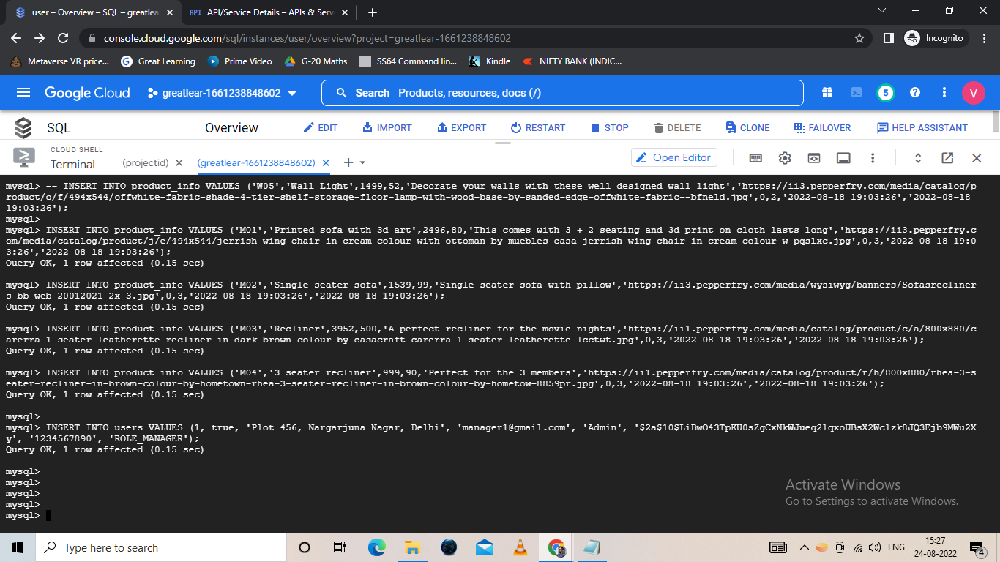 user – Overview – SQL – greatlea
API API/Service Details – APIs & Serv
console.cloud.google.com/sql/instances/user/overview?project=greatlear-1661238848602
Incognito
Metaverse VR price...
Great Learning
Prime Video
G-20 Maths
SS64 Command lin...
Kindle
NIFTY BANK (INDIC...
Google Cloud
greatlear-1661238848602
Search Products, resources, docs (/)
5
V
SQL
Overview
EDIT
IMPORT
EXPORT
RESTART
STOP
DELETE
CLONE
FAILOVER
HELP ASSISTANT
CLOUD SHELL
Terminal
(projectid)
(greatlear-1661238848602)
Open Editor
mysql> -- INSERT INTO product_info VALUES ('W05','Wall Light',1499,52,'Decorate your walls with these well designed wall light','https://ii3.pepperfry.com/media/catalog/p
roduct/o/f/494x544/offwhite-fabric-shade-4-tier-shelf-storage-floor-lamp-with-wood-base-by-sanded-edge-offwhite-fabric--bfneld.jpg',0,2,'2022-08-18 19:03:26','2022-08-18
19:03:26');
mysql>
mysql> INSERT INTO product_info VALUES ('M01','Printed sofa with 3d art',2496,80,'This comes with 3 + 2 seating and 3d print on cloth lasts long','https://ii3.pepperfry.c
om/media/catalog/product/j/e/494x544/jerrish-wing-chair-in-cream-colour-with-ottoman-by-muebles-casa-jerrish-wing-chair-in-cream-colour-w-pqslxc.jpg',0,3,'2022-08-18 19:0
3:26','2022-08-18 19:03:26');
Query OK, 1 row affected (0.15 sec)
mysql> INSERT INTO product_info VALUES ('M02','Single seater sofa',1539,99,'Single seater sofa with pillow','https://ii3.pepperfry.com/media/wysiwyg/banners/Sofasrecliner
s_bb_web_20012021_2x_3.jpg',0,3,'2022-08-18 19:03:26','2022-08-18 19:03:26');
Query OK, 1 row affected (0.15 sec)
mysql> INSERT INTO product_info VALUES ('M03','Recliner',3952,500,'A perfect recliner for the movie nights','https://ii1.pepperfry.com/media/catalog/product/c/a/800x880/c
arerra-1-seater-leatherette-recliner-in-dark-brown-colour-by-casacraft-carerra-1-seater-leatherette-lcctwt.jpg',0,3,'2022-08-18 19:03:26','2022-08-18 19:03:26');
Query OK, 1 row affected (0.15 sec)
mysql> INSERT INTO product_info VALUES ('M04','3 seater recliner',999,90,'Perfect for the 3 members','https://ii1.pepperfry.com/media/catalog/product/r/h/800x880/rhea-3-s
eater-recliner-in-brown-colour-by-hometown-rhea-3-seater-recliner-in-brown-colour-by-hometow-8859pr.jpg',0,3,'2022-08-18 19:03:26','2022-08-18 19:03:26');
Query OK, 1 row affected (0.15 sec)
mysql>
mysql> INSERT INTO users VALUES (1, true, 'Plot 456, Nargarjuna Nagar, Delhi', 'manager1@gmail.com', 'Admin', '$2a$10$LiBwO43TpKU0sZgCxNkWJueq2lqxoUBsX2Wclzk8JQ3Ejb9MWu2X
y', '1234567890', 'ROLE_MANAGER');
Query OK, 1 row affected (0.15 sec)
mysql>
mysql>
mysql>
mysql>
mysql>
Activate Windows
Go to Settings to activate Windows.
Type here to search
ENG
15:27
24-08-2022
4